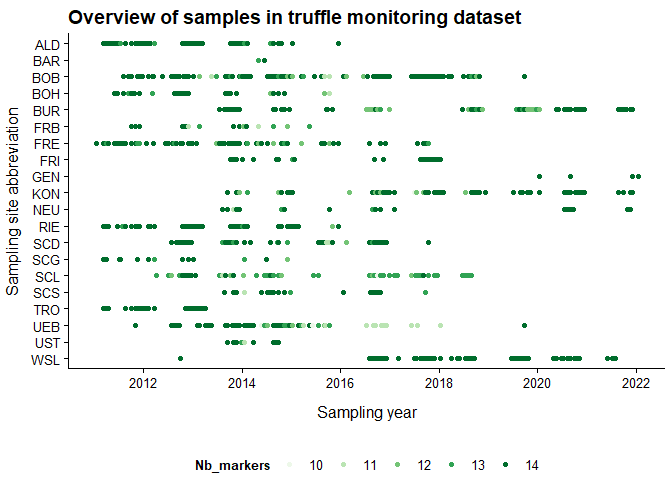 Overview of samples in truffle monitoring dataset
Sampling site abbreviation
ALD
BAR
BOB
BOH
BUR
FRB
FRE
FRI
GEN
KON
NEU
RIE
SCD
SCG
SCL
SCS
TRO
UEB
UST
WSL
2012 2014 2016 2018 2020 2022
Sampling year
Nb_markers 10 11 12 13 14